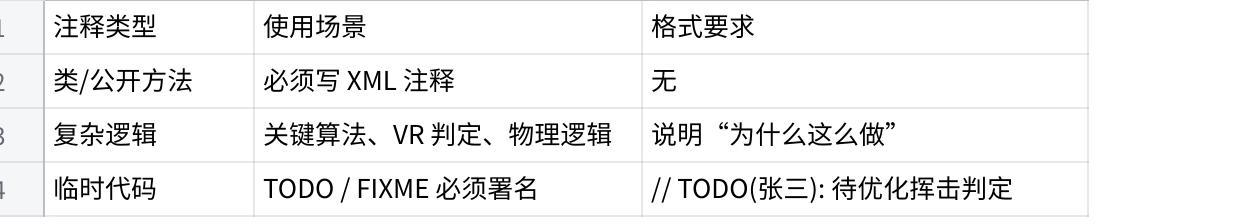 1 注释类型 使用场景 格式要求
2 类/公开方法 必须写 XML 注释 无
3 复杂逻辑 关键算法、VR 判定、物理逻辑 说明“为什么这么做”
4 临时代码 TODO / FIXME 必须署名 // TODO(张三): 待优化挥击判定